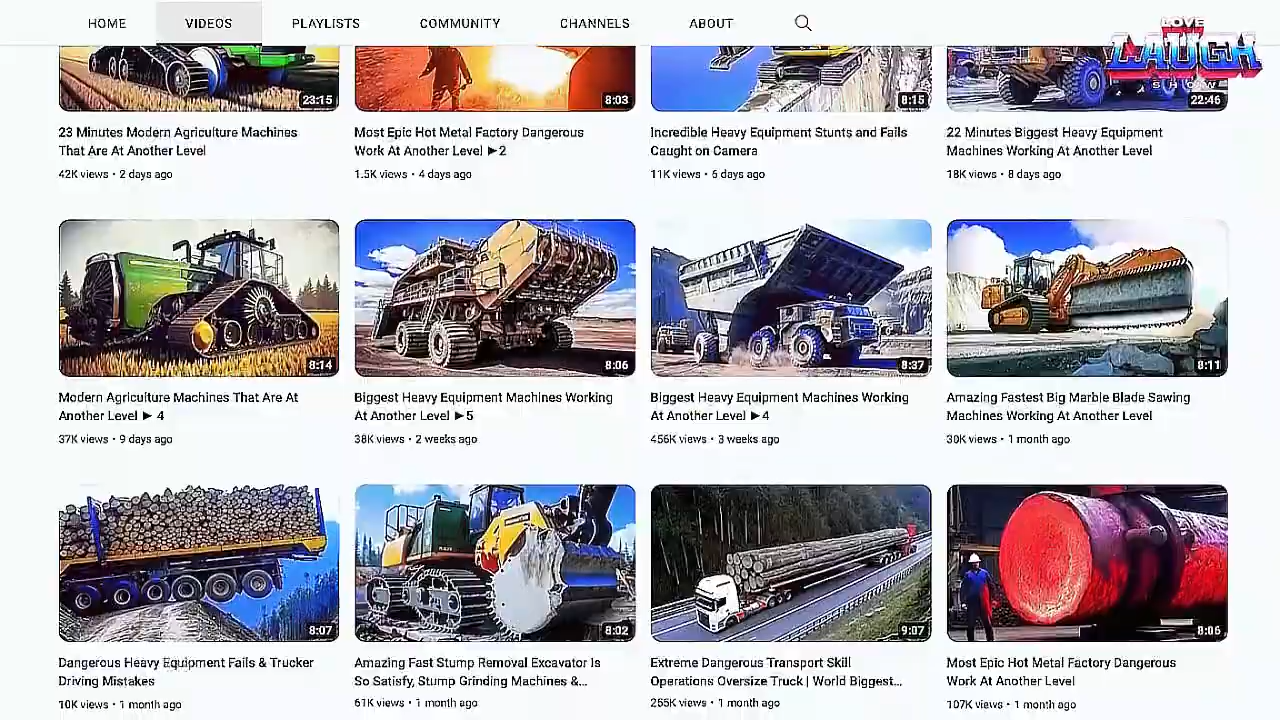 HOME VIDEOS PLAYLISTS COMMUNITY CHANNELS ABOUT
LOVE
LAUGH
SHOW
23:15
8:03
8:15
22:46
23 Minutes Modern Agriculture Machines
That Are At Another Level
42K views • 2 days ago
Most Epic Hot Metal Factory Dangerous
Work At Another Level ►2
1.5K views • 4 days ago
Incredible Heavy Equipment Stunts and Fails
Caught on Camera
11K views • 6 days ago
22 Minutes Biggest Heavy Equipment
Machines Working At Another Level
18K views • 8 days ago
8:14
8:06
8:37
8:11
Modern Agriculture Machines That Are At
Another Level ► 4
37K views • 9 days ago
Biggest Heavy Equipment Machines Working
At Another Level ►5
38K views • 2 weeks ago
Biggest Heavy Equipment Machines Working
At Another Level ►4
456K views • 3 weeks ago
Amazing Fastest Big Marble Blade Sawing
Machines Working At Another Level
30K views • 1 month ago
8:07
8:02
9:07
8:06
Dangerous Heavy Equipment Fails & Trucker
Driving Mistakes
10K views • 1 month ago
Amazing Fast Stump Removal Excavator Is
So Satisfy, Stump Grinding Machines &...
61K views • 1 month ago
Extreme Dangerous Transport Skill
Operations Oversize Truck | World Biggest...
255K views • 1 month ago
Most Epic Hot Metal Factory Dangerous
Work At Another Level
107K views • 1 month ago